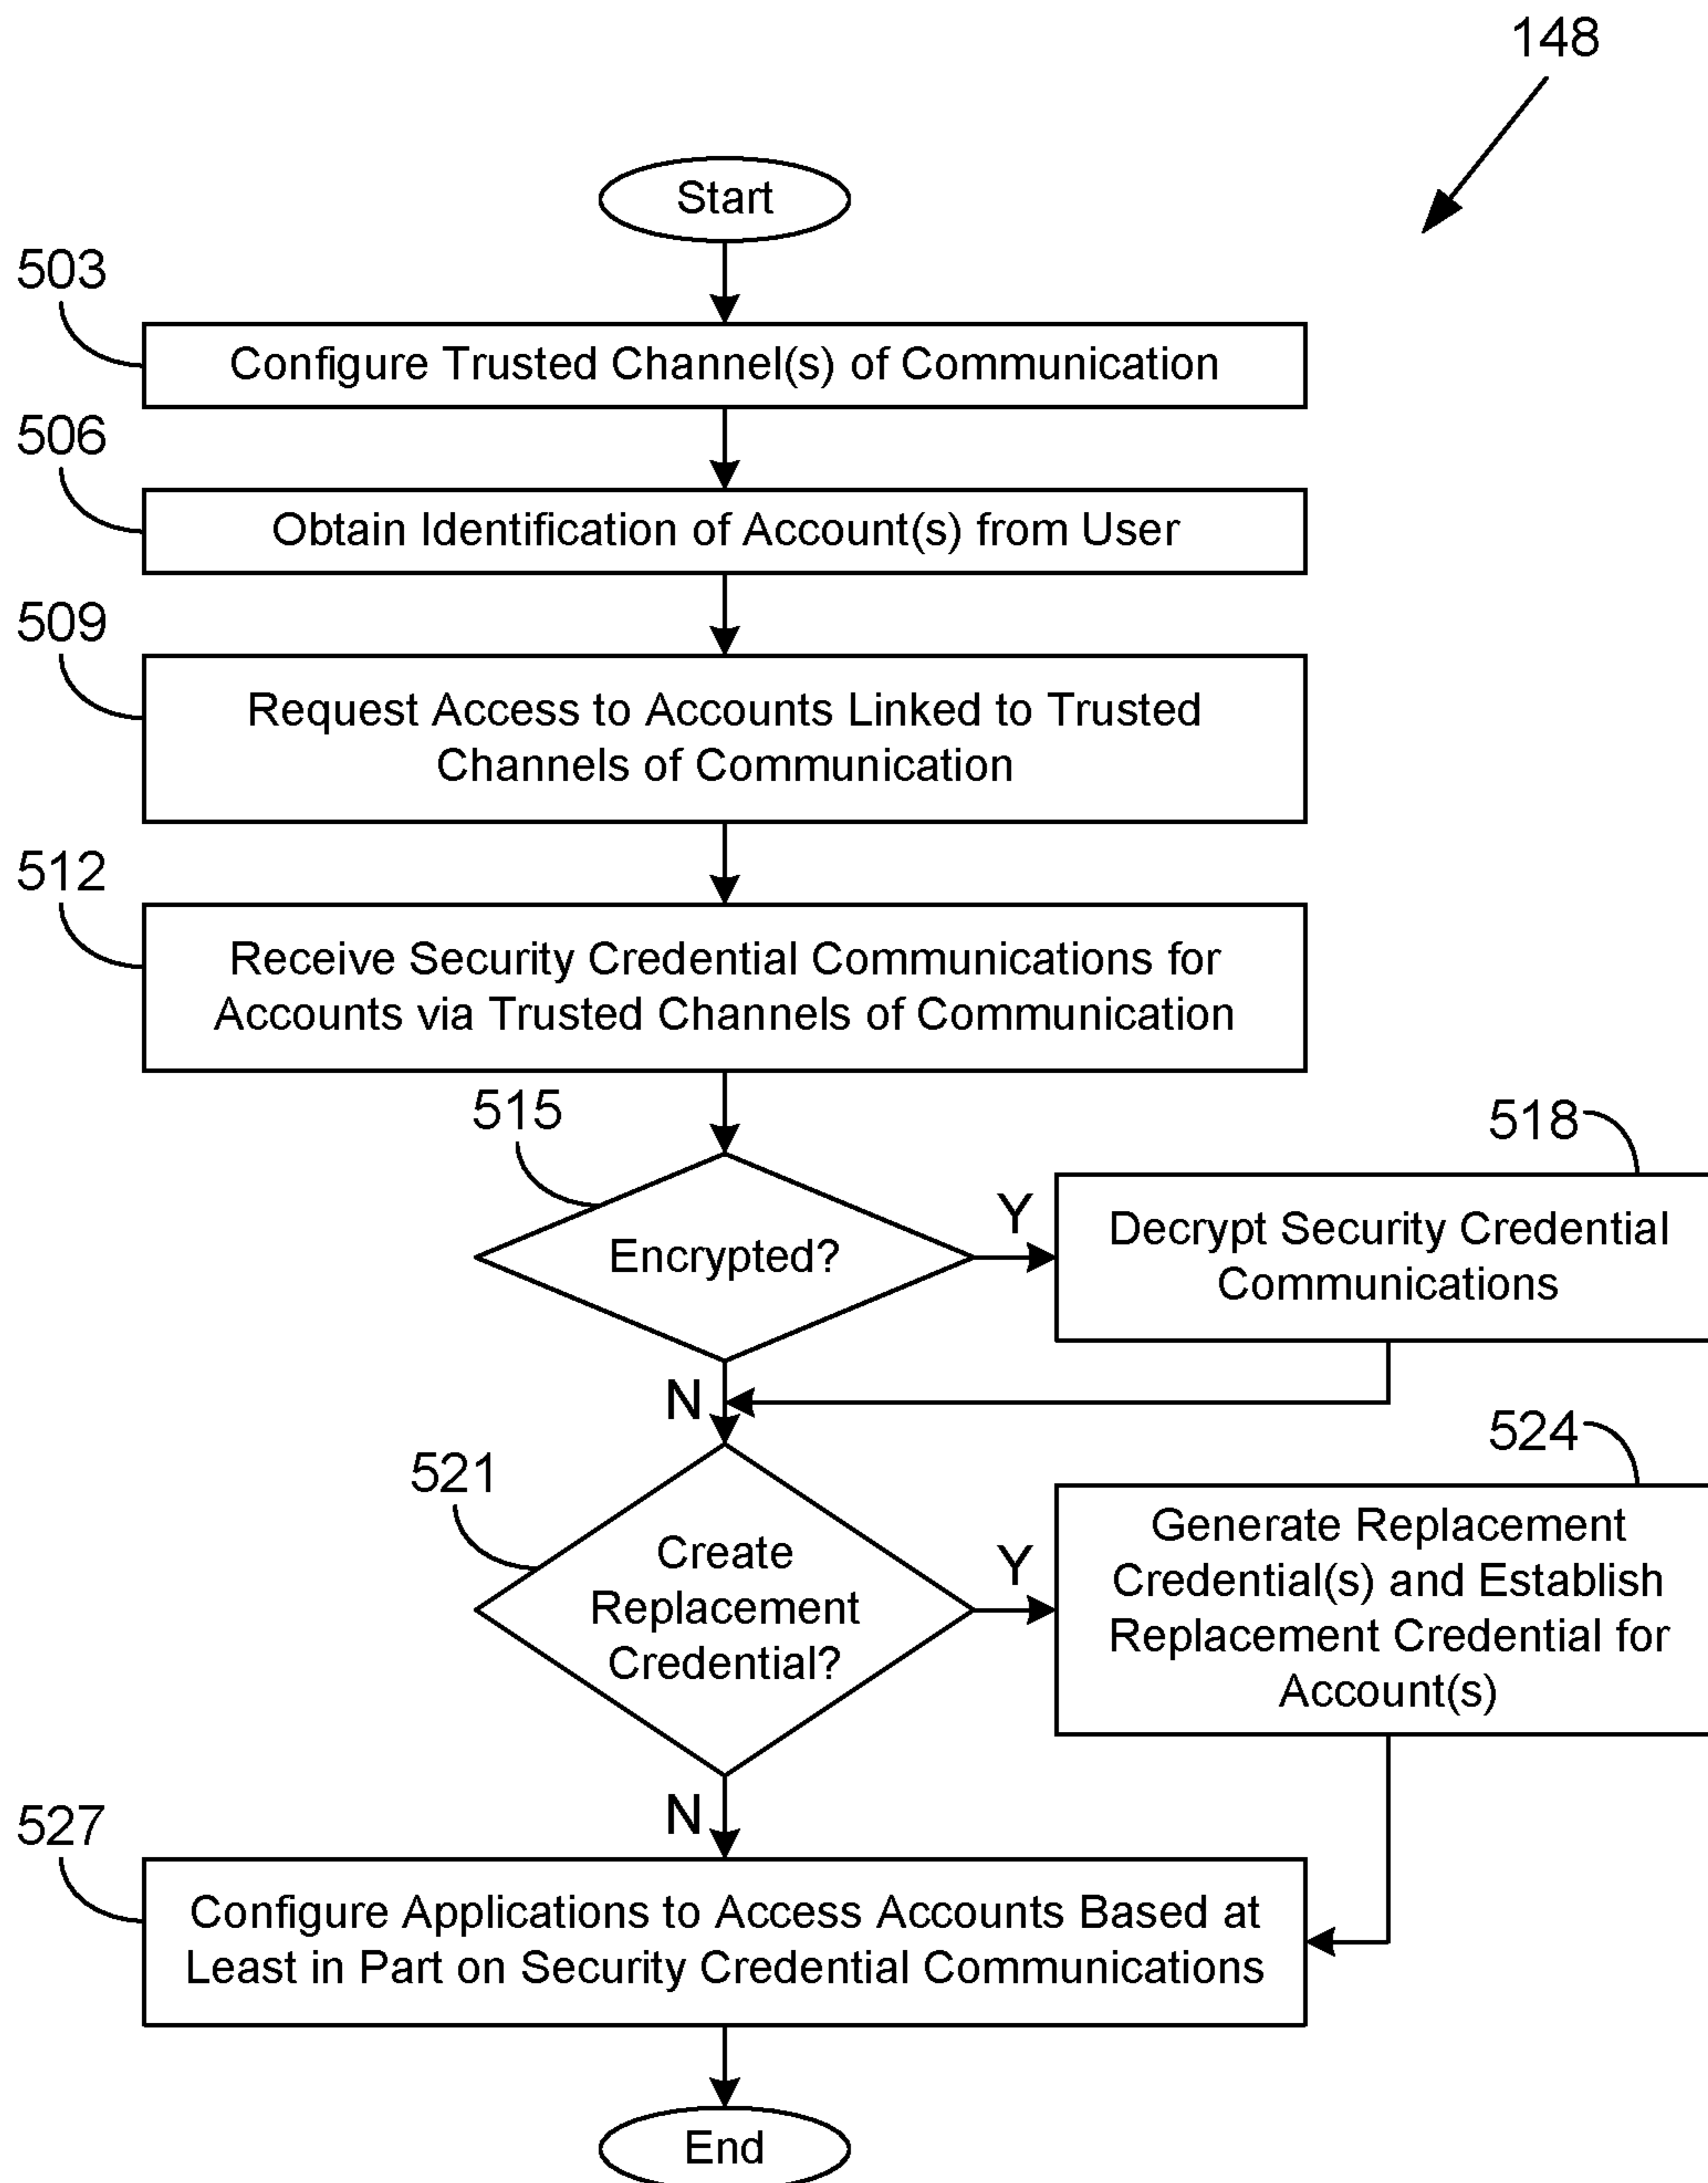 148
Start
503
Configure Trusted Channel(s) of Communication
506
Obtain Identification of Account(s) from User
509
Request Access to Accounts Linked to Trusted
Channels of Communication
512
Receive Security Credential Communications for
Accounts via Trusted Channels of Communication
515
Encrypted?
Y
518
Decrypt Security Credential
Communications
N
521
Create
Replacement
Credential?
Y
524
Generate Replacement
Credential(s) and Establish
Replacement Credential for
Account(s)
N
527
Configure Applications to Access Accounts Based at
Least in Part on Security Credential Communications
End